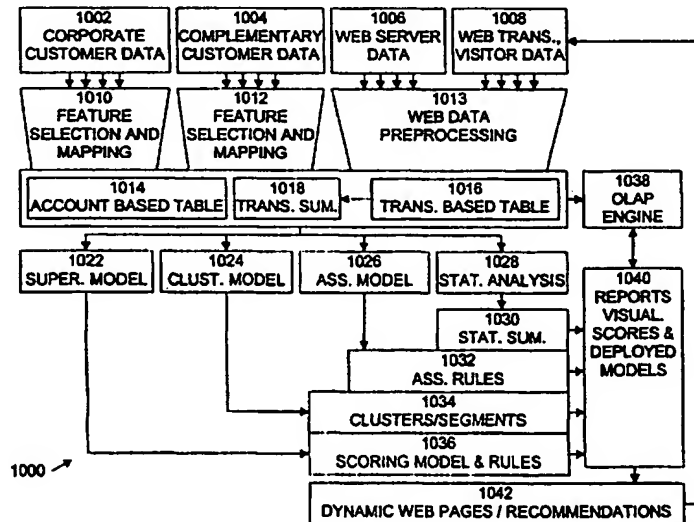 1002
CORPORATE
CUSTOMER DATA
1004
COMPLEMENTARY
CUSTOMER DATA
1006
WEB SERVER
DATA
1008
WEB TRANS.,
VISITOR DATA
1010
FEATURE
SELECTION AND
MAPPING
1012
FEATURE
SELECTION AND
MAPPING
1013
WEB DATA
PREPROCESSING
1014
ACCOUNT BASED TABLE
1018
TRANS. SUM.
1016
TRANS. BASED TABLE
1038
OLAP
ENGINE
1022
SUPER. MODEL
1024
CLUST. MODEL
1026
ASS. MODEL
1028
STAT. ANALYSIS
1040
REPORTS
VISUAL.
SCORES &
DEPLOYED
MODELS
1030
STAT. SUM.
1032
ASS. RULES
1034
CLUSTERS/SEGMENTS
1036
SCORING MODEL & RULES
1000
1042
DYNAMIC WEB PAGES / RECOMMENDATIONS